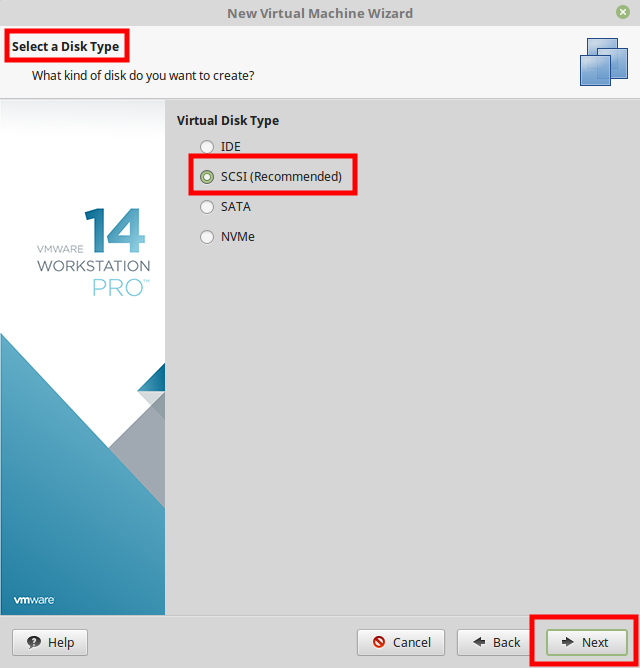 New Virtual Machine Wizard
Select a Disk Type
What kind of disk do you want to create?
Virtual Disk Type
IDE
SCSI (Recommended)
SATA
NVMe
VMWARE 14
WORKSTATION
PRO™
vmware
Help
Cancel
Back
Next